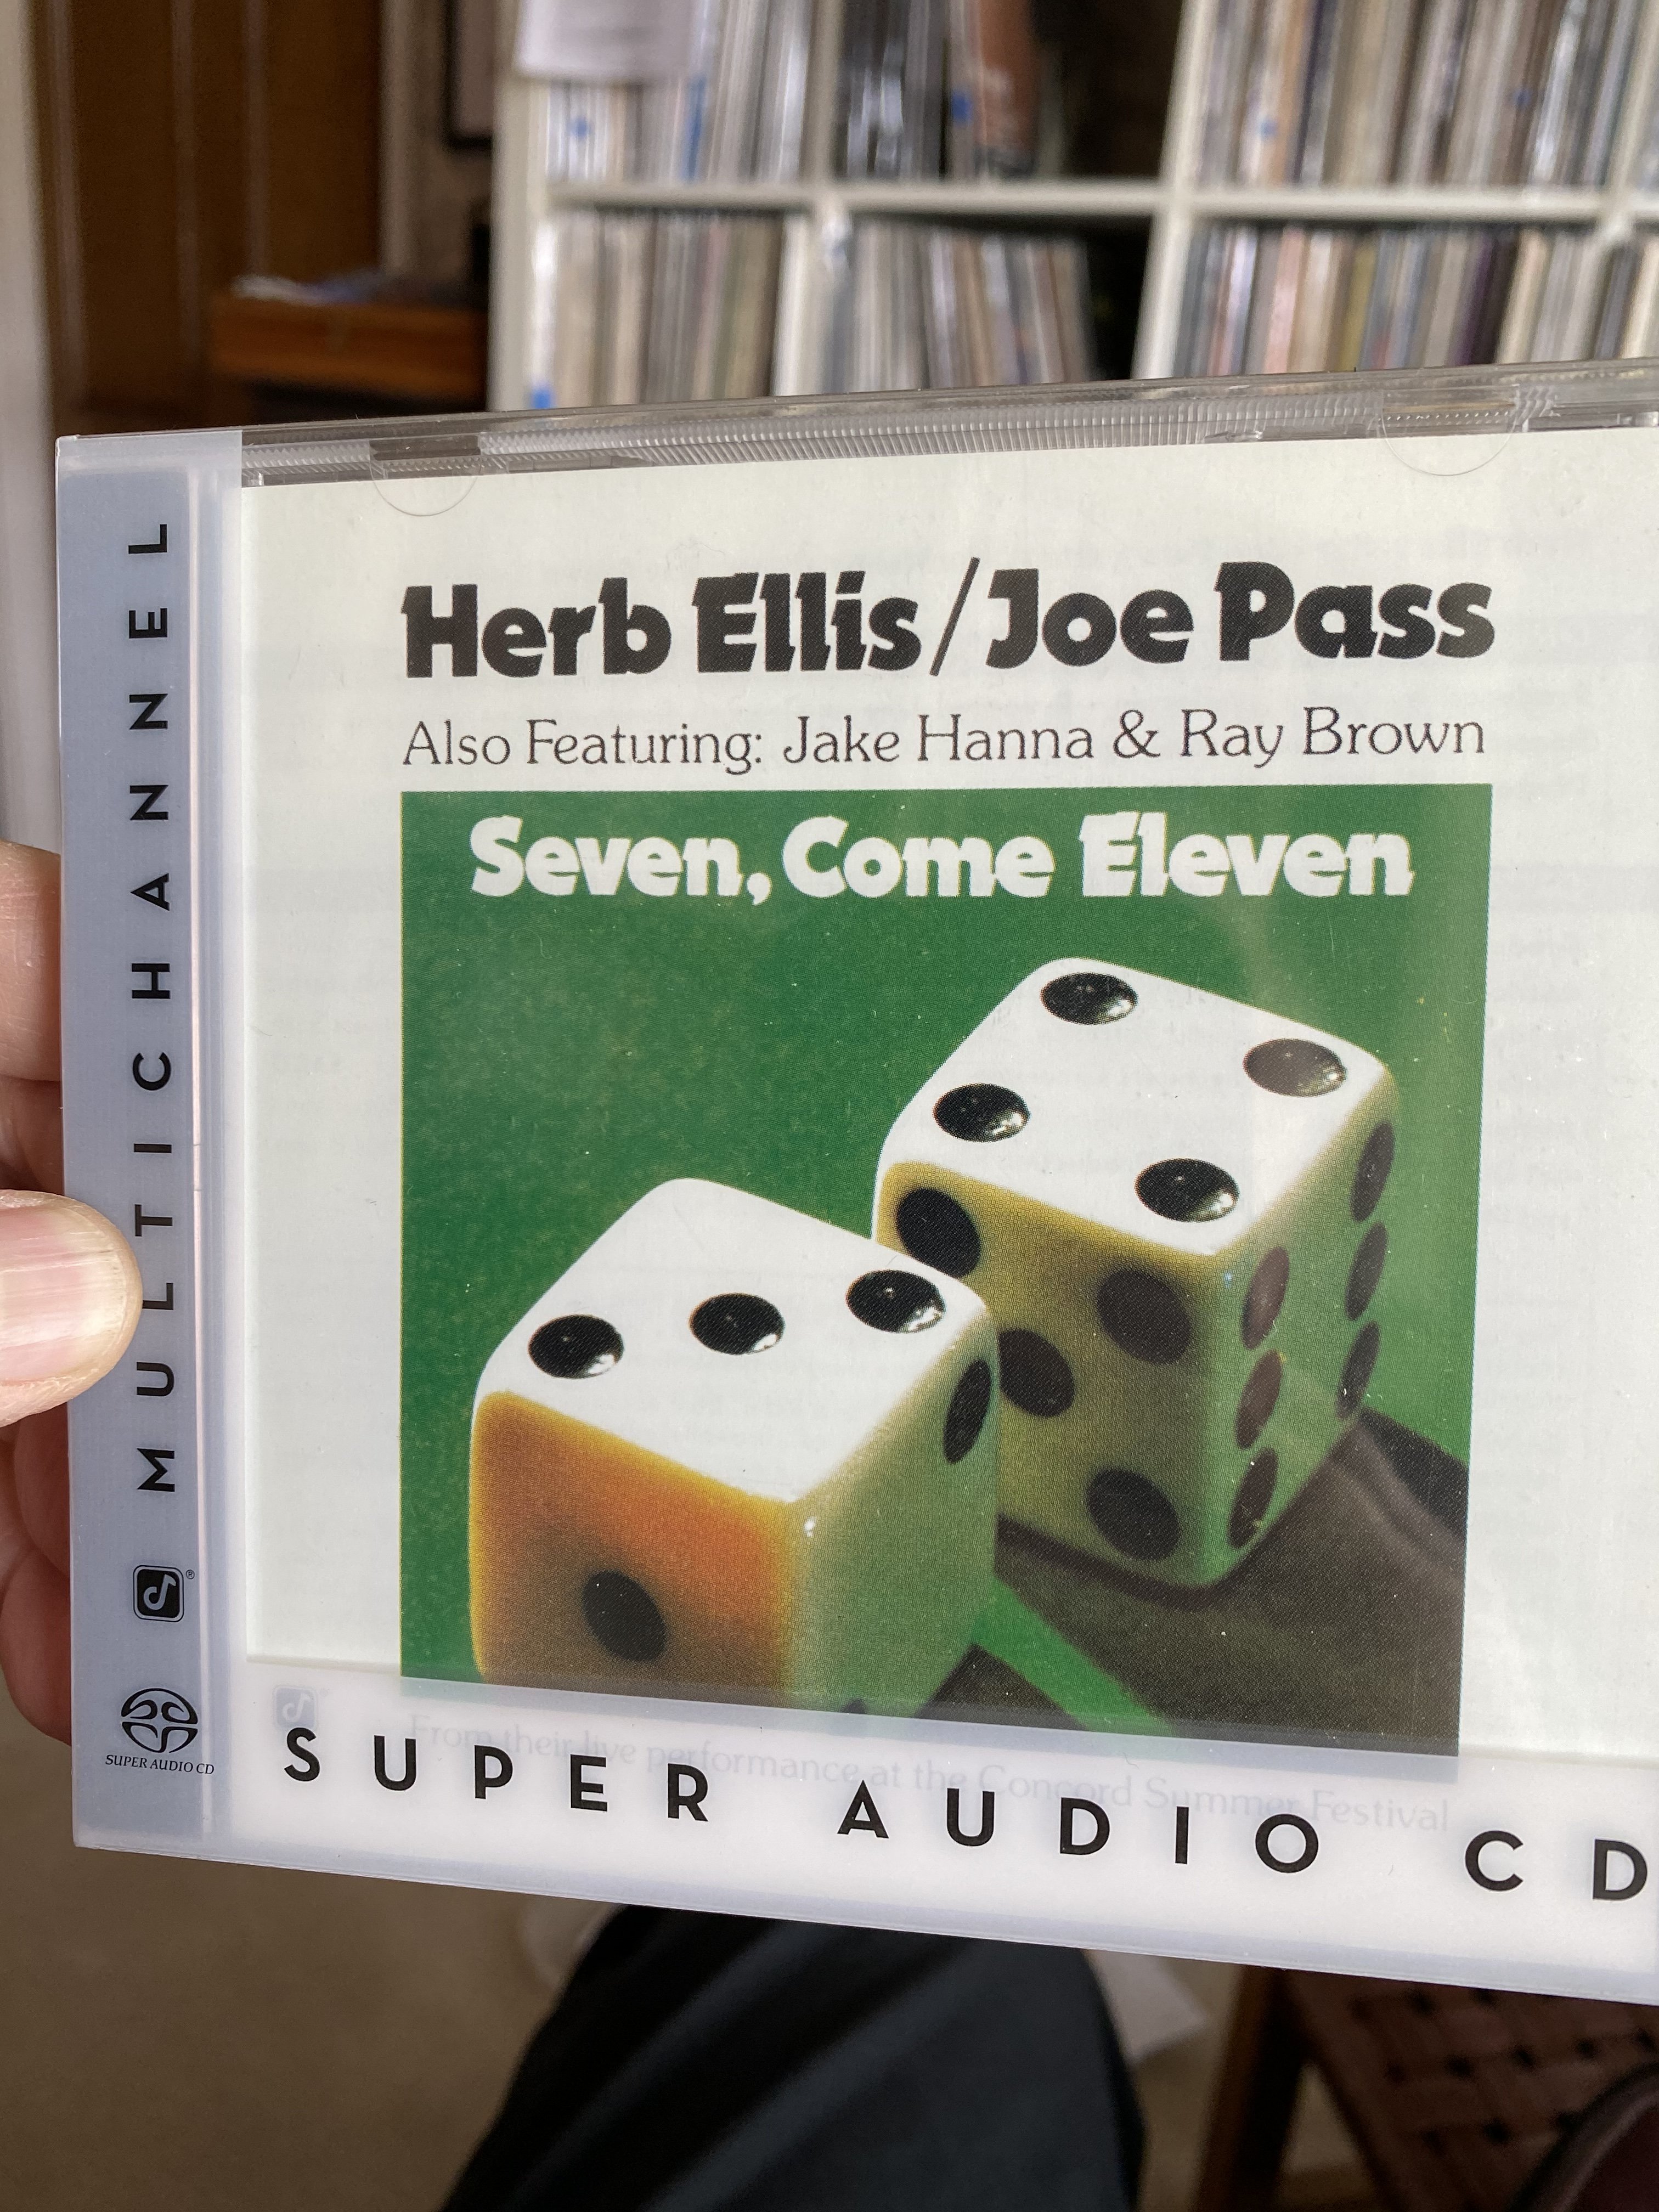 Herb Ellis/Joe Pass
Also Featuring: Jake Hanna & Ray Brown
Seven, Come Eleven
From their live performance at the Concord Summer Festival
SUPER AUDIO CD
MULTICHANNEL
®
SUPER AUDIO CD